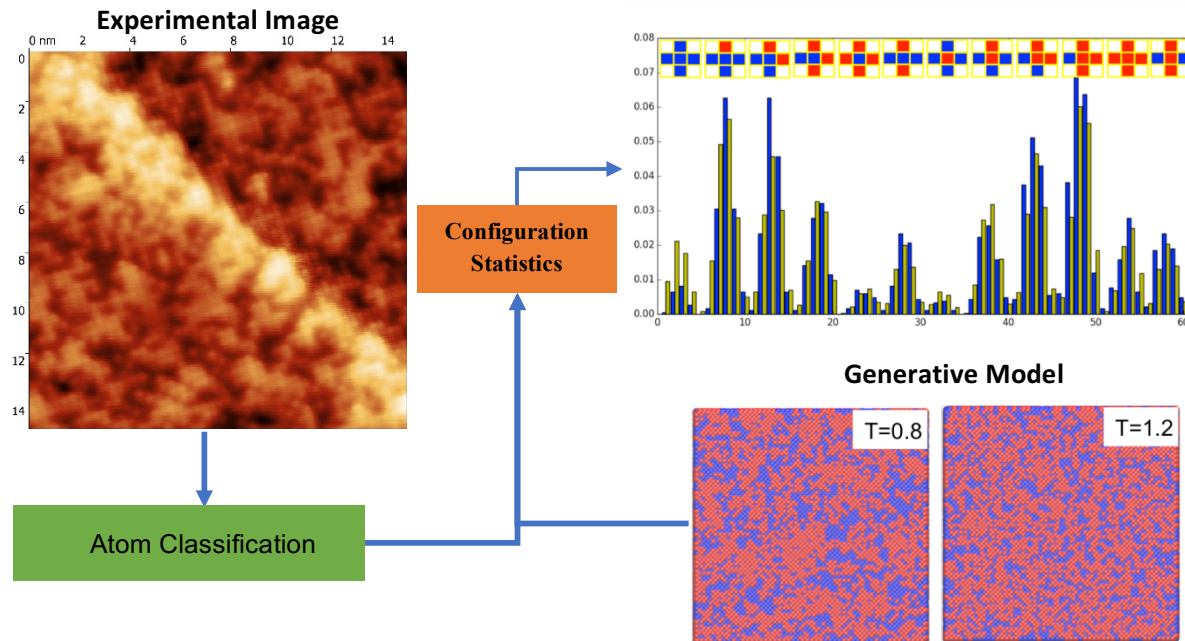 Experimental Image
0 nm 2 4 6 8 10 12 14
0
2
4
6
8
10
12
14
Atom Classification
Configuration
Statistics
0.08
0.07
0.06
0.05
0.04
0.03
0.02
0.01
0.00
0 10 20 30 40 50 60
Generative Model
T=0.8
T=1.2